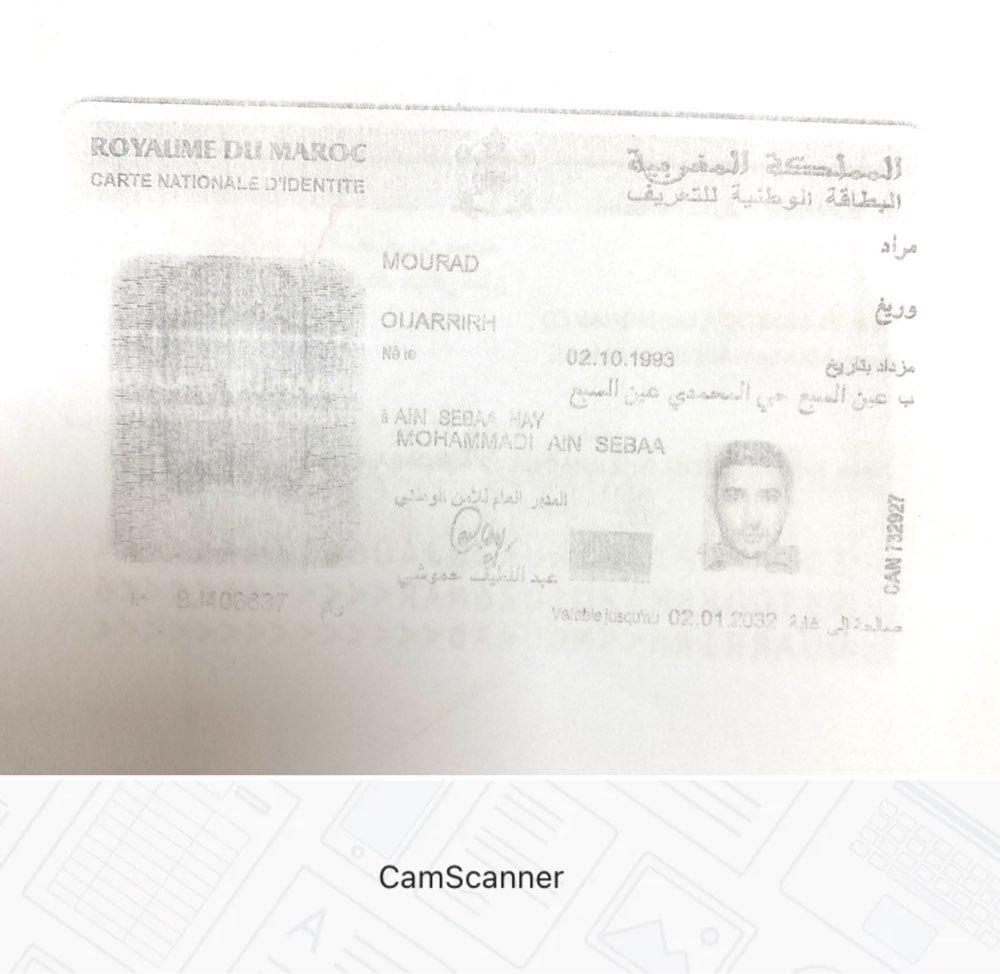 ROYAUME DU MAROC
المملكة المغربية
CARTE NATIONALE D'IDENTITE
البطاقة الوطنية للتعريف
مراد
MOURAD
وريغ
OUARRIRH
Né le 02.10.1993 مزداد بتاريخ
ب عين السبع حي المحمدي عين السبع
à AIN SEBAA HAY
MOHAMMADI AIN SEBAA
المدير العام للأمن الوطني
عبد اللطيف حموشي
CAN 732927
رقم
Valable jusqu'au 02.01.2032 صالحة إلى غاية
CamScanner